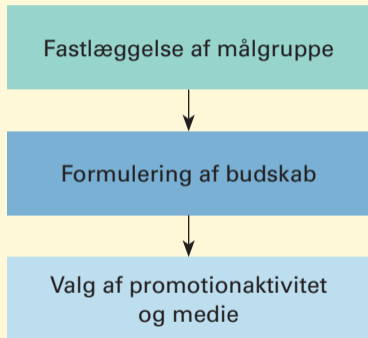 Fastlæggelse af målgruppe
Formulering af budskab
Valg af promotionaktivitet
og medie